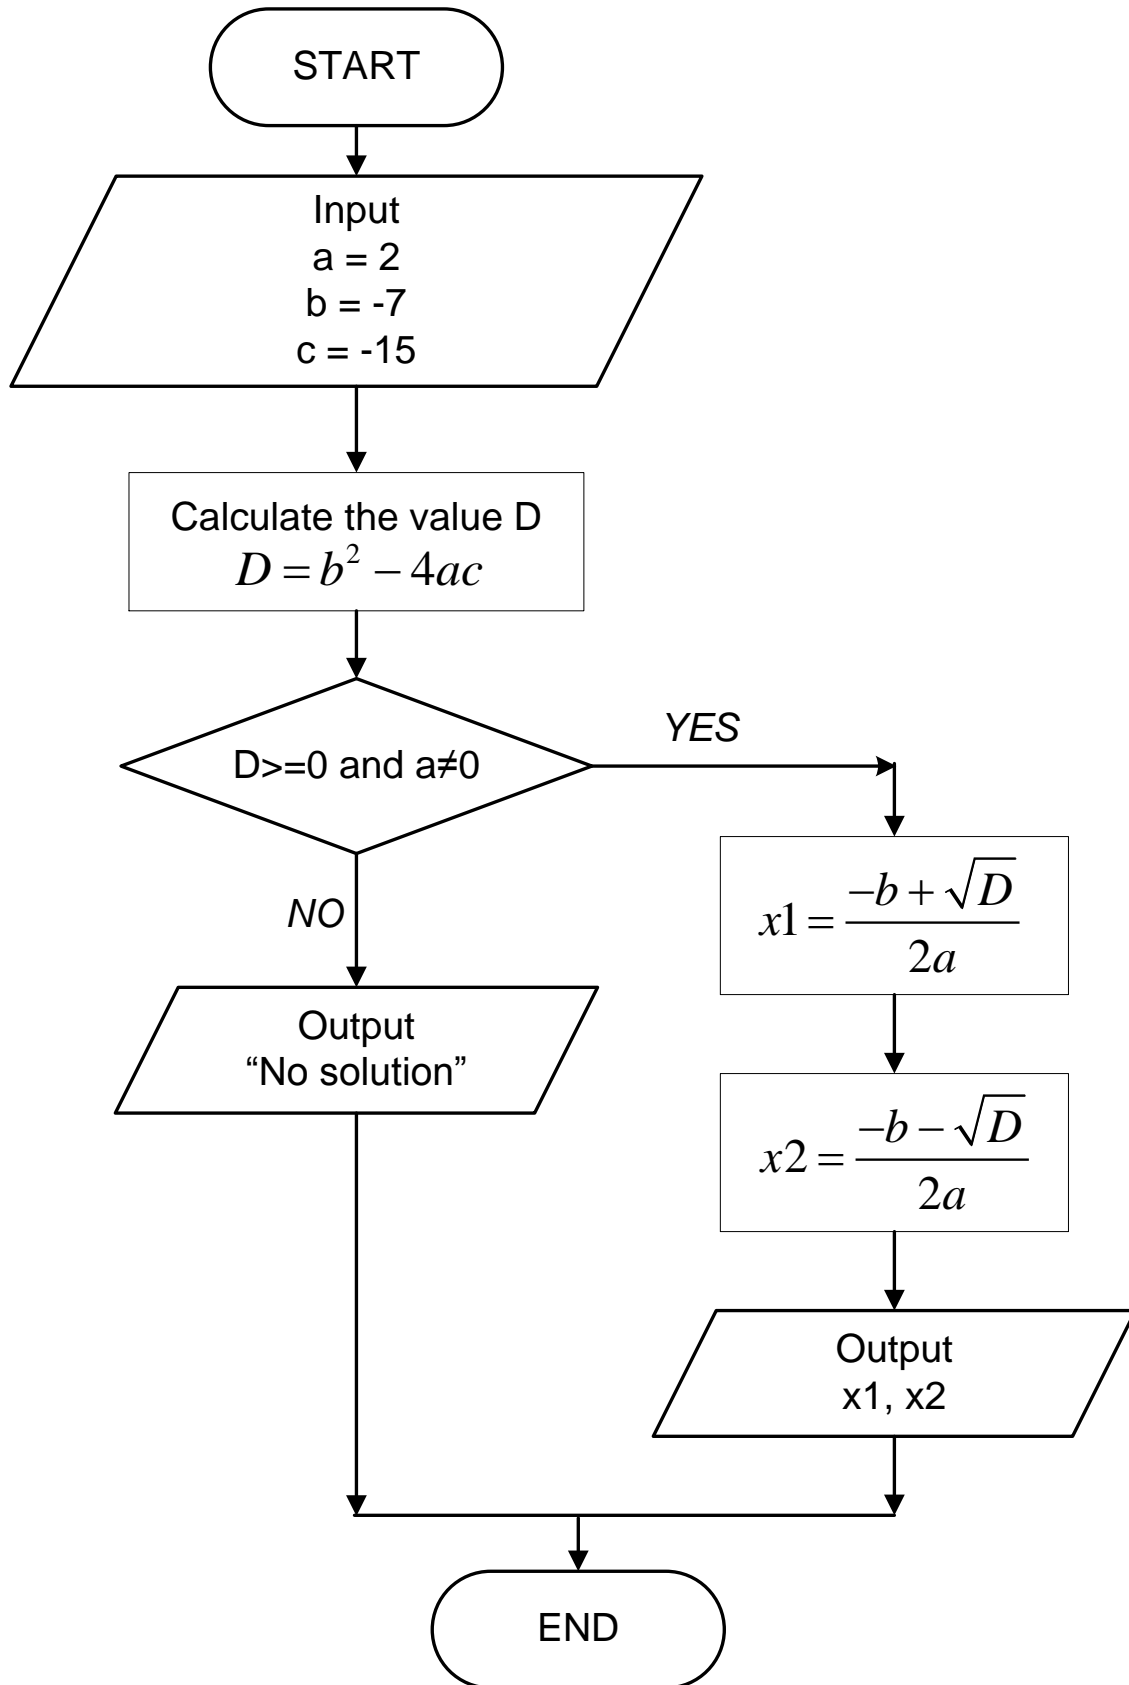 START
Input
a = 2
b = -7
c = -15
Calculate the value D
D = b² − 4ac
D>=0 and a≠0
YES
NO
x1 = (−b + √D) / 2a
Output
“No solution”
x2 = (−b − √D) / 2a
Output
x1, x2
END